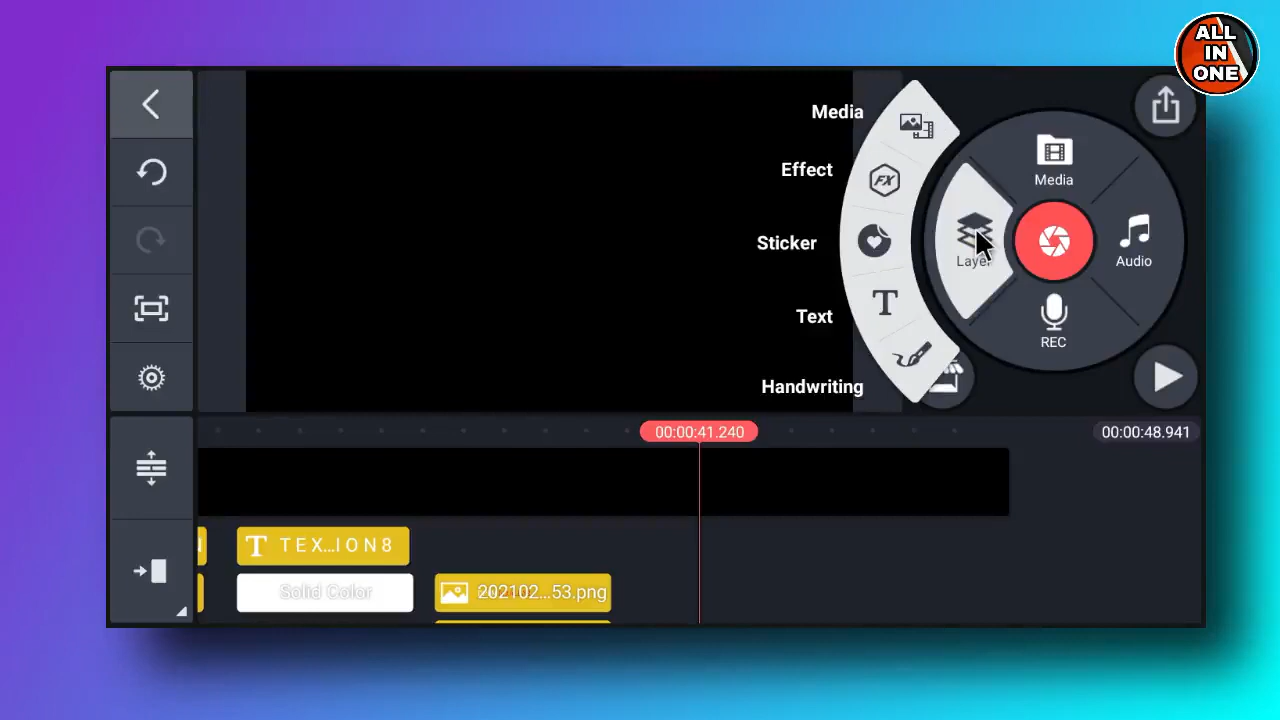 ALL
IN
ONE
Media
Effect
Sticker
Text
Handwriting
FX
T
Media
Layer
Audio
REC
00:00:41.240
00:00:48.941
T TEX...ION8
Solid Color
202102...53.png